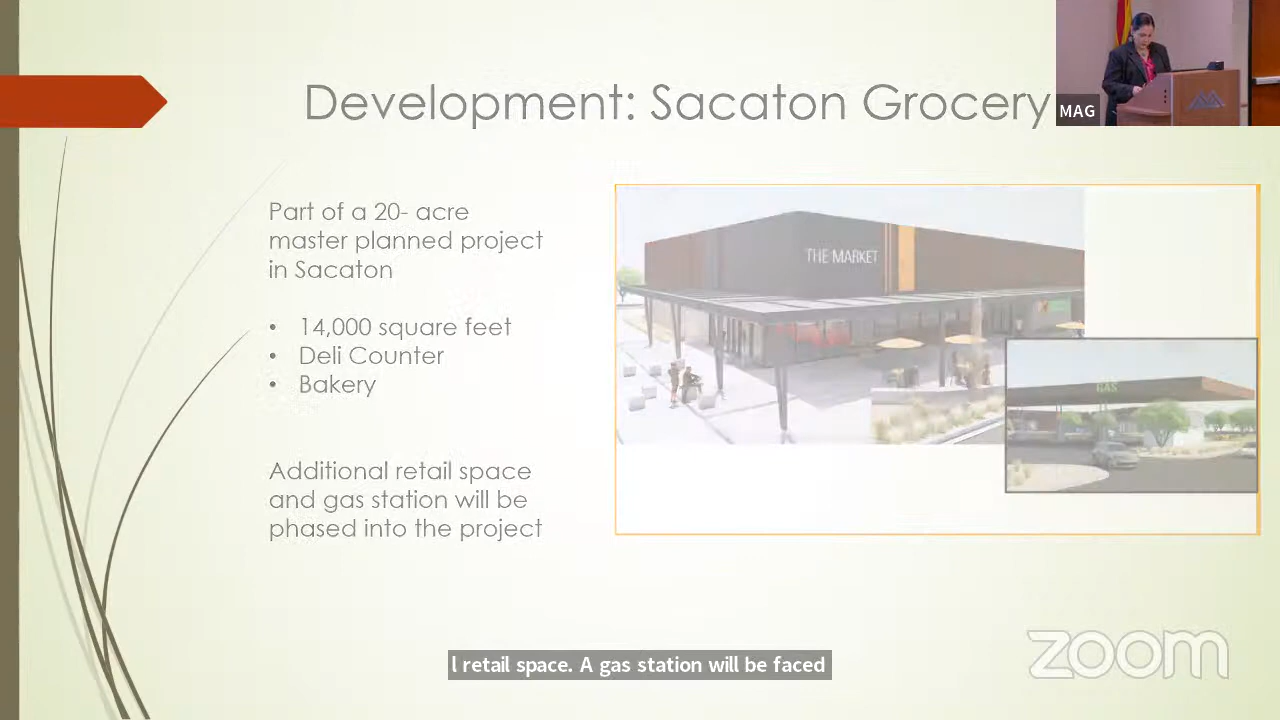 Development: Sacaton Grocery
MAG
Part of a 20- acre
master planned project
in Sacaton
• 14,000 square feet
• Deli Counter
• Bakery
Additional retail space
and gas station will be
phased into the project
THE MARKET
GAS
l retail space. A gas station will be faced
zoom